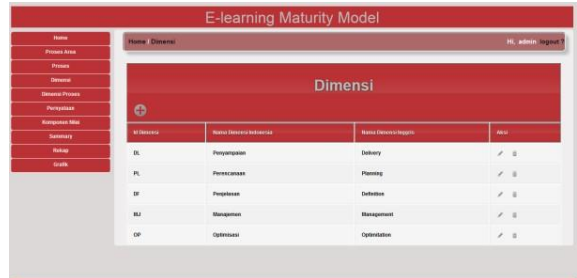 E-learning Maturity Model
Home
Proses Area
Proses
Dimensi
Dimensi Proses
Pernyataan
Komponen Nilai
Summary
Rekap
Grafik
Home / Dimensi
Hi, admin logout ?
Dimensi
Id Dimensi Nama Dimensi Indonesia Nama Dimensi Inggris Aksi
DL Penyampaian Delivery
PL Perencanaan Planning
DF Penjelasan Definition
MJ Manajemen Management
OP Optimisasi Optimitation